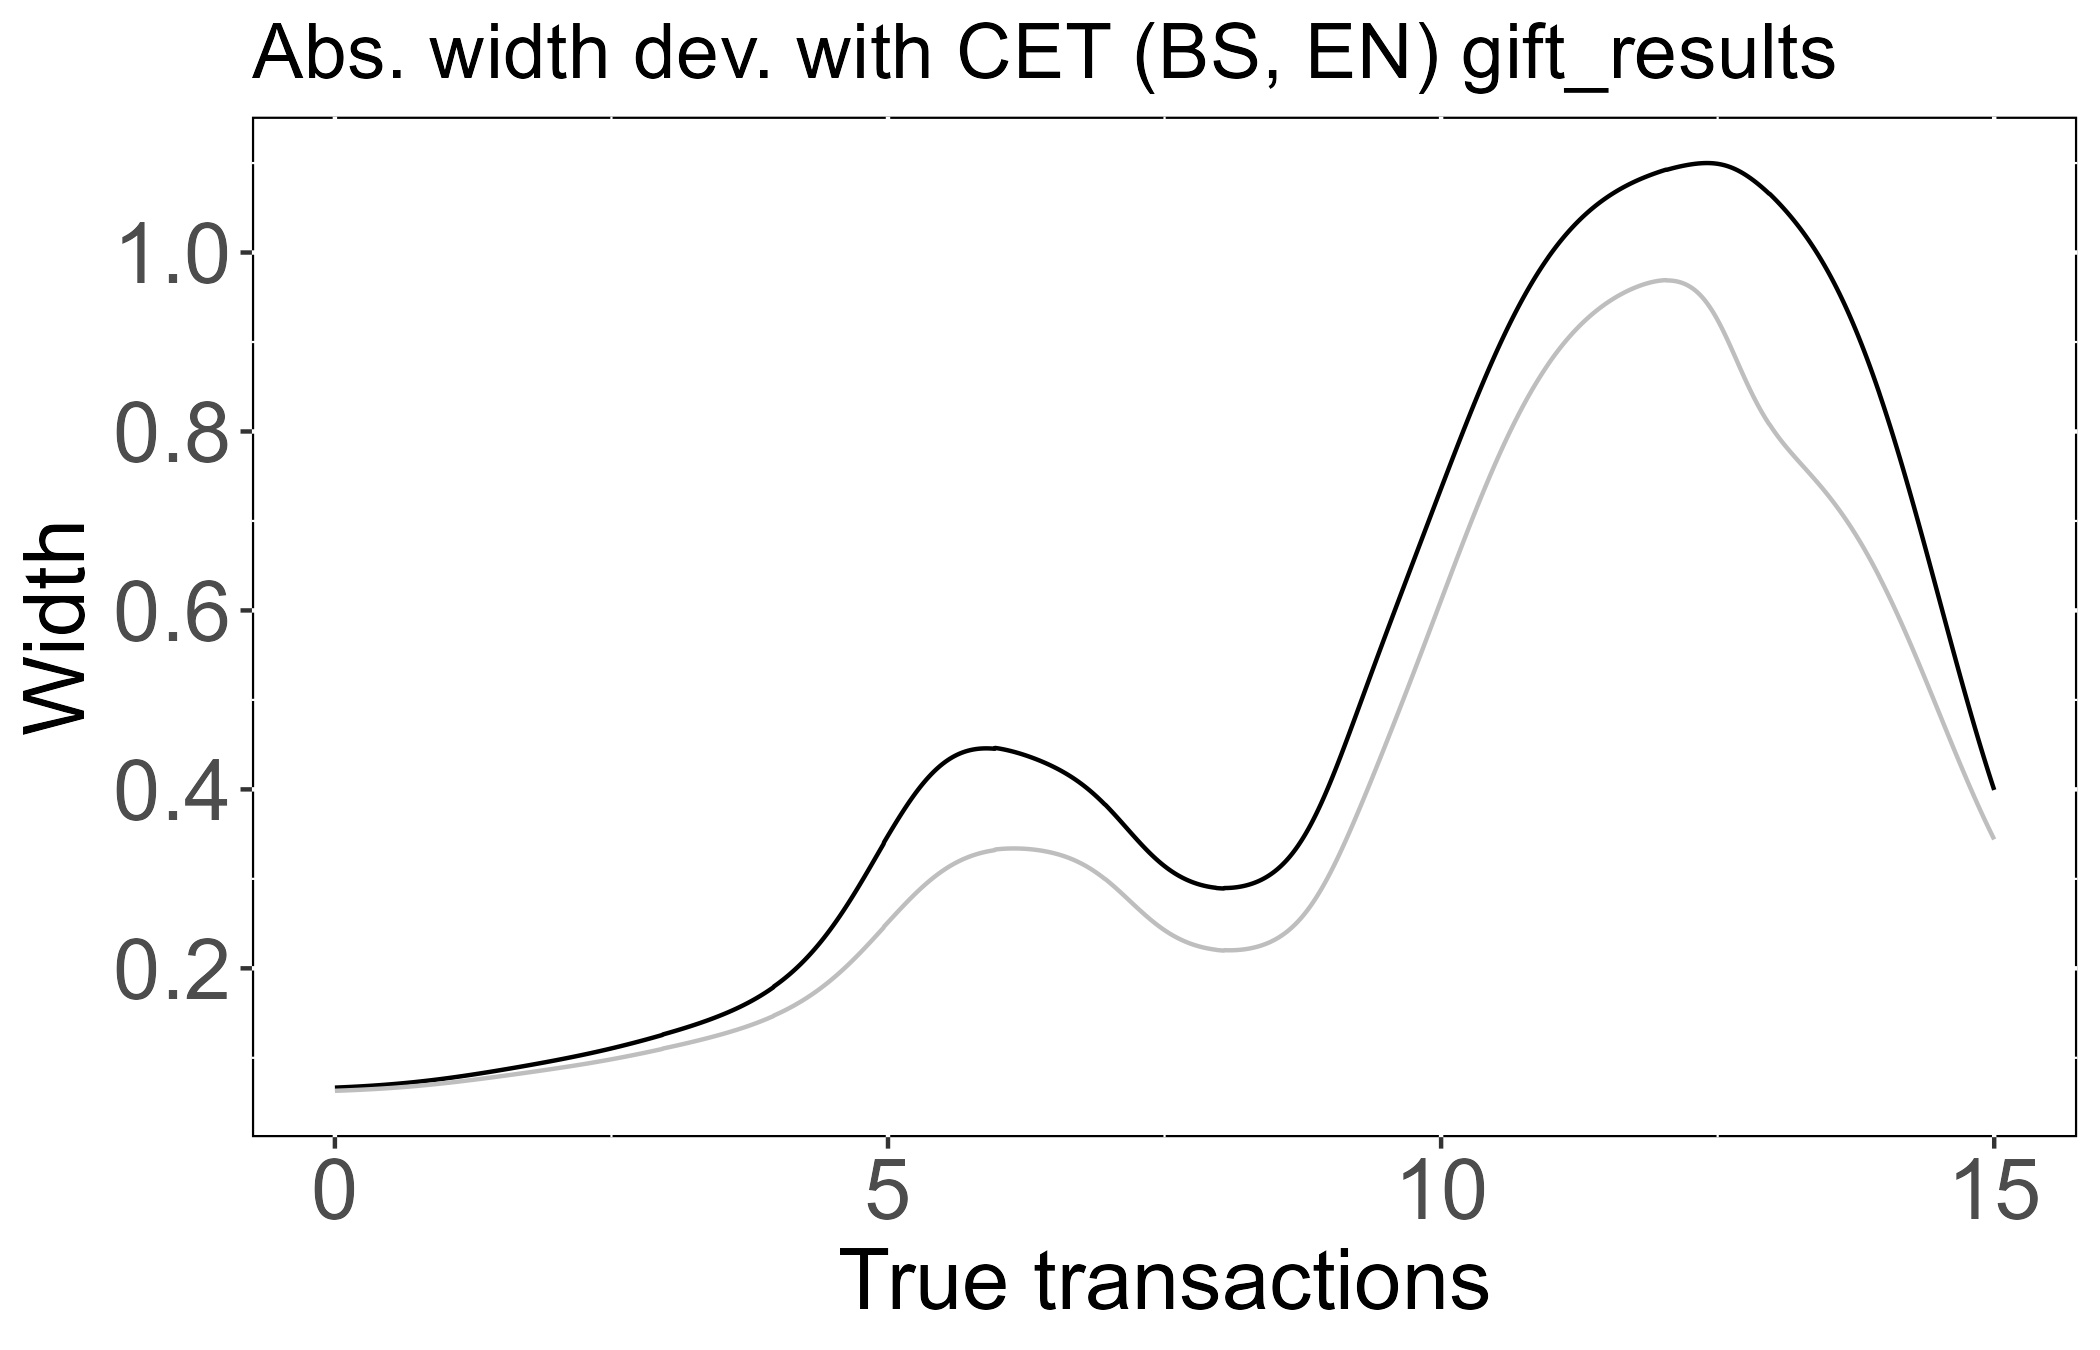 Abs. width dev. with CET (BS, EN) gift_results
Width
1.0
0.8
0.6
0.4
0.2
0 5 10 15
True transactions